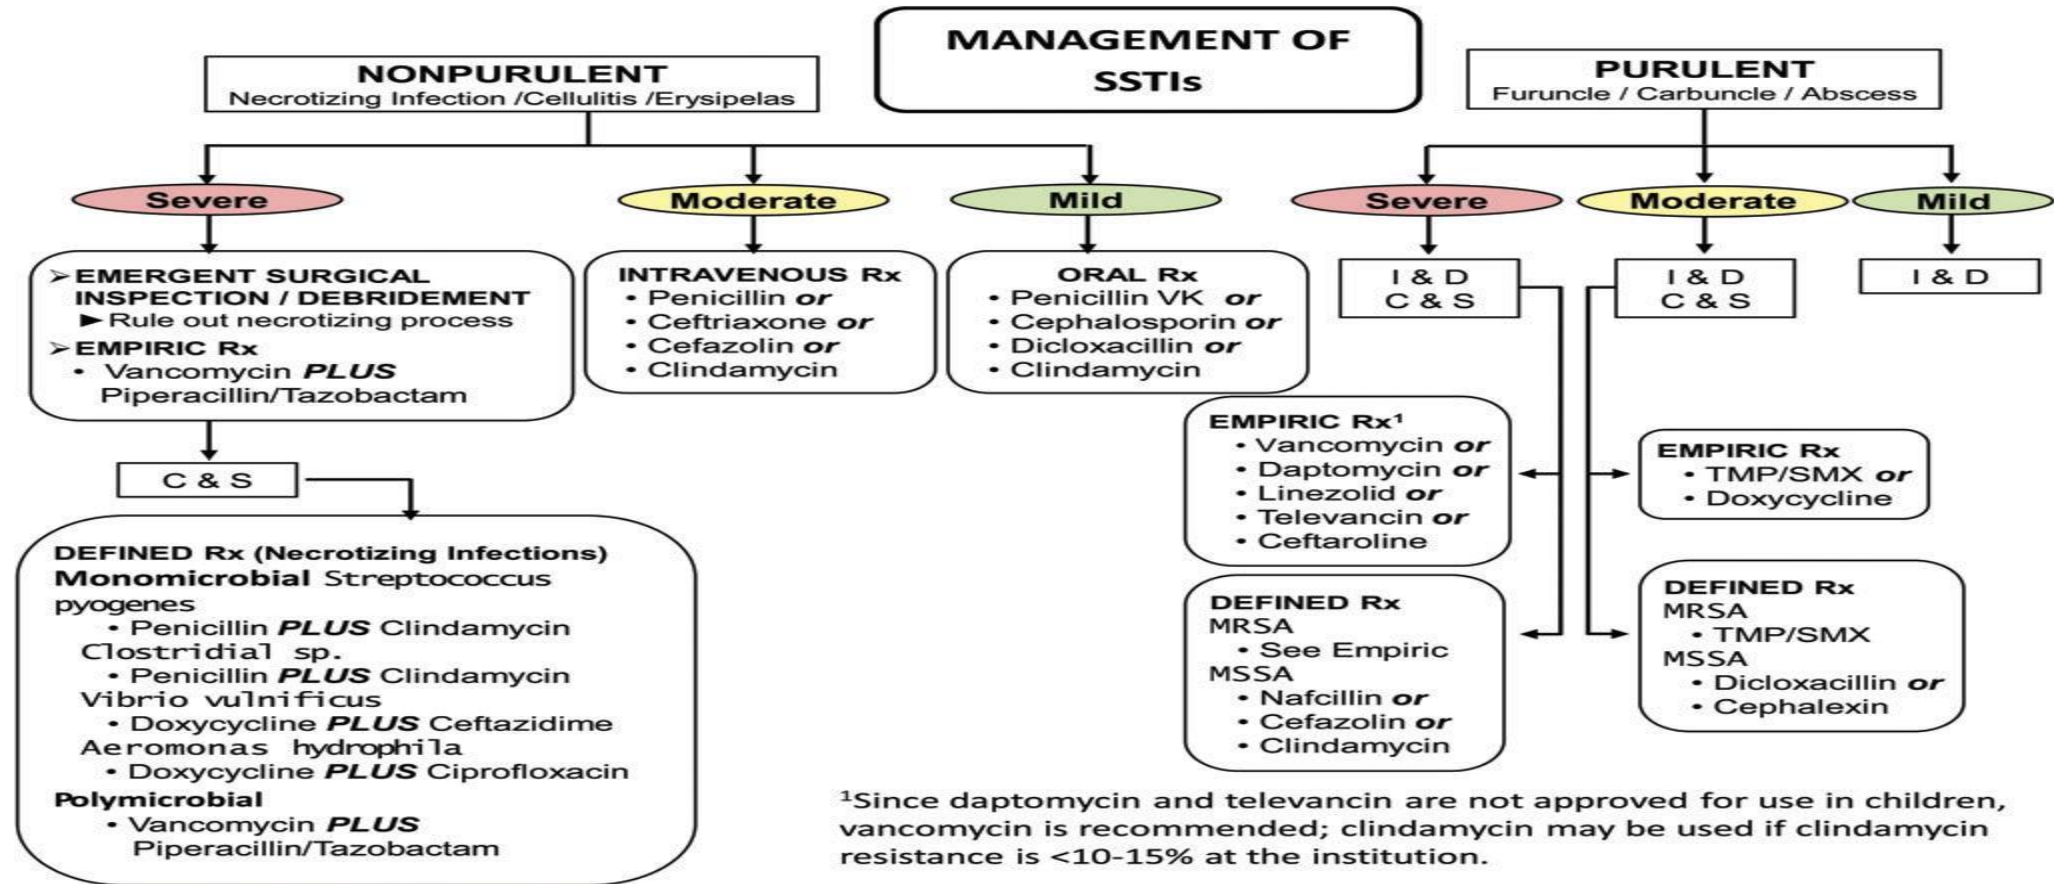 MANAGEMENT OF
SSTIs
NONPURULENT
Necrotizing Infection /Cellulitis /Erysipelas
Severe
Moderate
Mild
➢EMERGENT SURGICAL
INSPECTION / DEBRIDEMENT
►Rule out necrotizing process
➢EMPIRIC Rx
• Vancomycin PLUS
Piperacillin/Tazobactam
C & S
DEFINED Rx (Necrotizing Infections)
Monomicrobial Streptococcus
pyogenes
• Penicillin PLUS Clindamycin
Clostridial sp.
• Penicillin PLUS Clindamycin
Vibrio vulnificus
• Doxycycline PLUS Ceftazidime
Aeromonas hydrophila
• Doxycycline PLUS Ciprofloxacin
Polymicrobial
• Vancomycin PLUS
Piperacillin/Tazobactam
INTRAVENOUS Rx
• Penicillin or
• Ceftriaxone or
• Cefazolin or
• Clindamycin
ORAL Rx
• Penicillin VK or
• Cephalosporin or
• Dicloxacillin or
• Clindamycin
PURULENT
Furuncle / Carbuncle / Abscess
Severe
Moderate
Mild
I & D
C & S
I & D
C & S
I & D
EMPIRIC Rx¹
• Vancomycin or
• Daptomycin or
• Linezolid or
• Televancin or
• Ceftaroline
DEFINED Rx
MRSA
• See Empiric
MSSA
• Nafcillin or
• Cefazolin or
• Clindamycin
EMPIRIC Rx
• TMP/SMX or
• Doxycycline
DEFINED Rx
MRSA
• TMP/SMX
MSSA
• Dicloxacillin or
• Cephalexin
¹Since daptomycin and televancin are not approved for use in children,
vancomycin is recommended; clindamycin may be used if clindamycin
resistance is <10-15% at the institution.